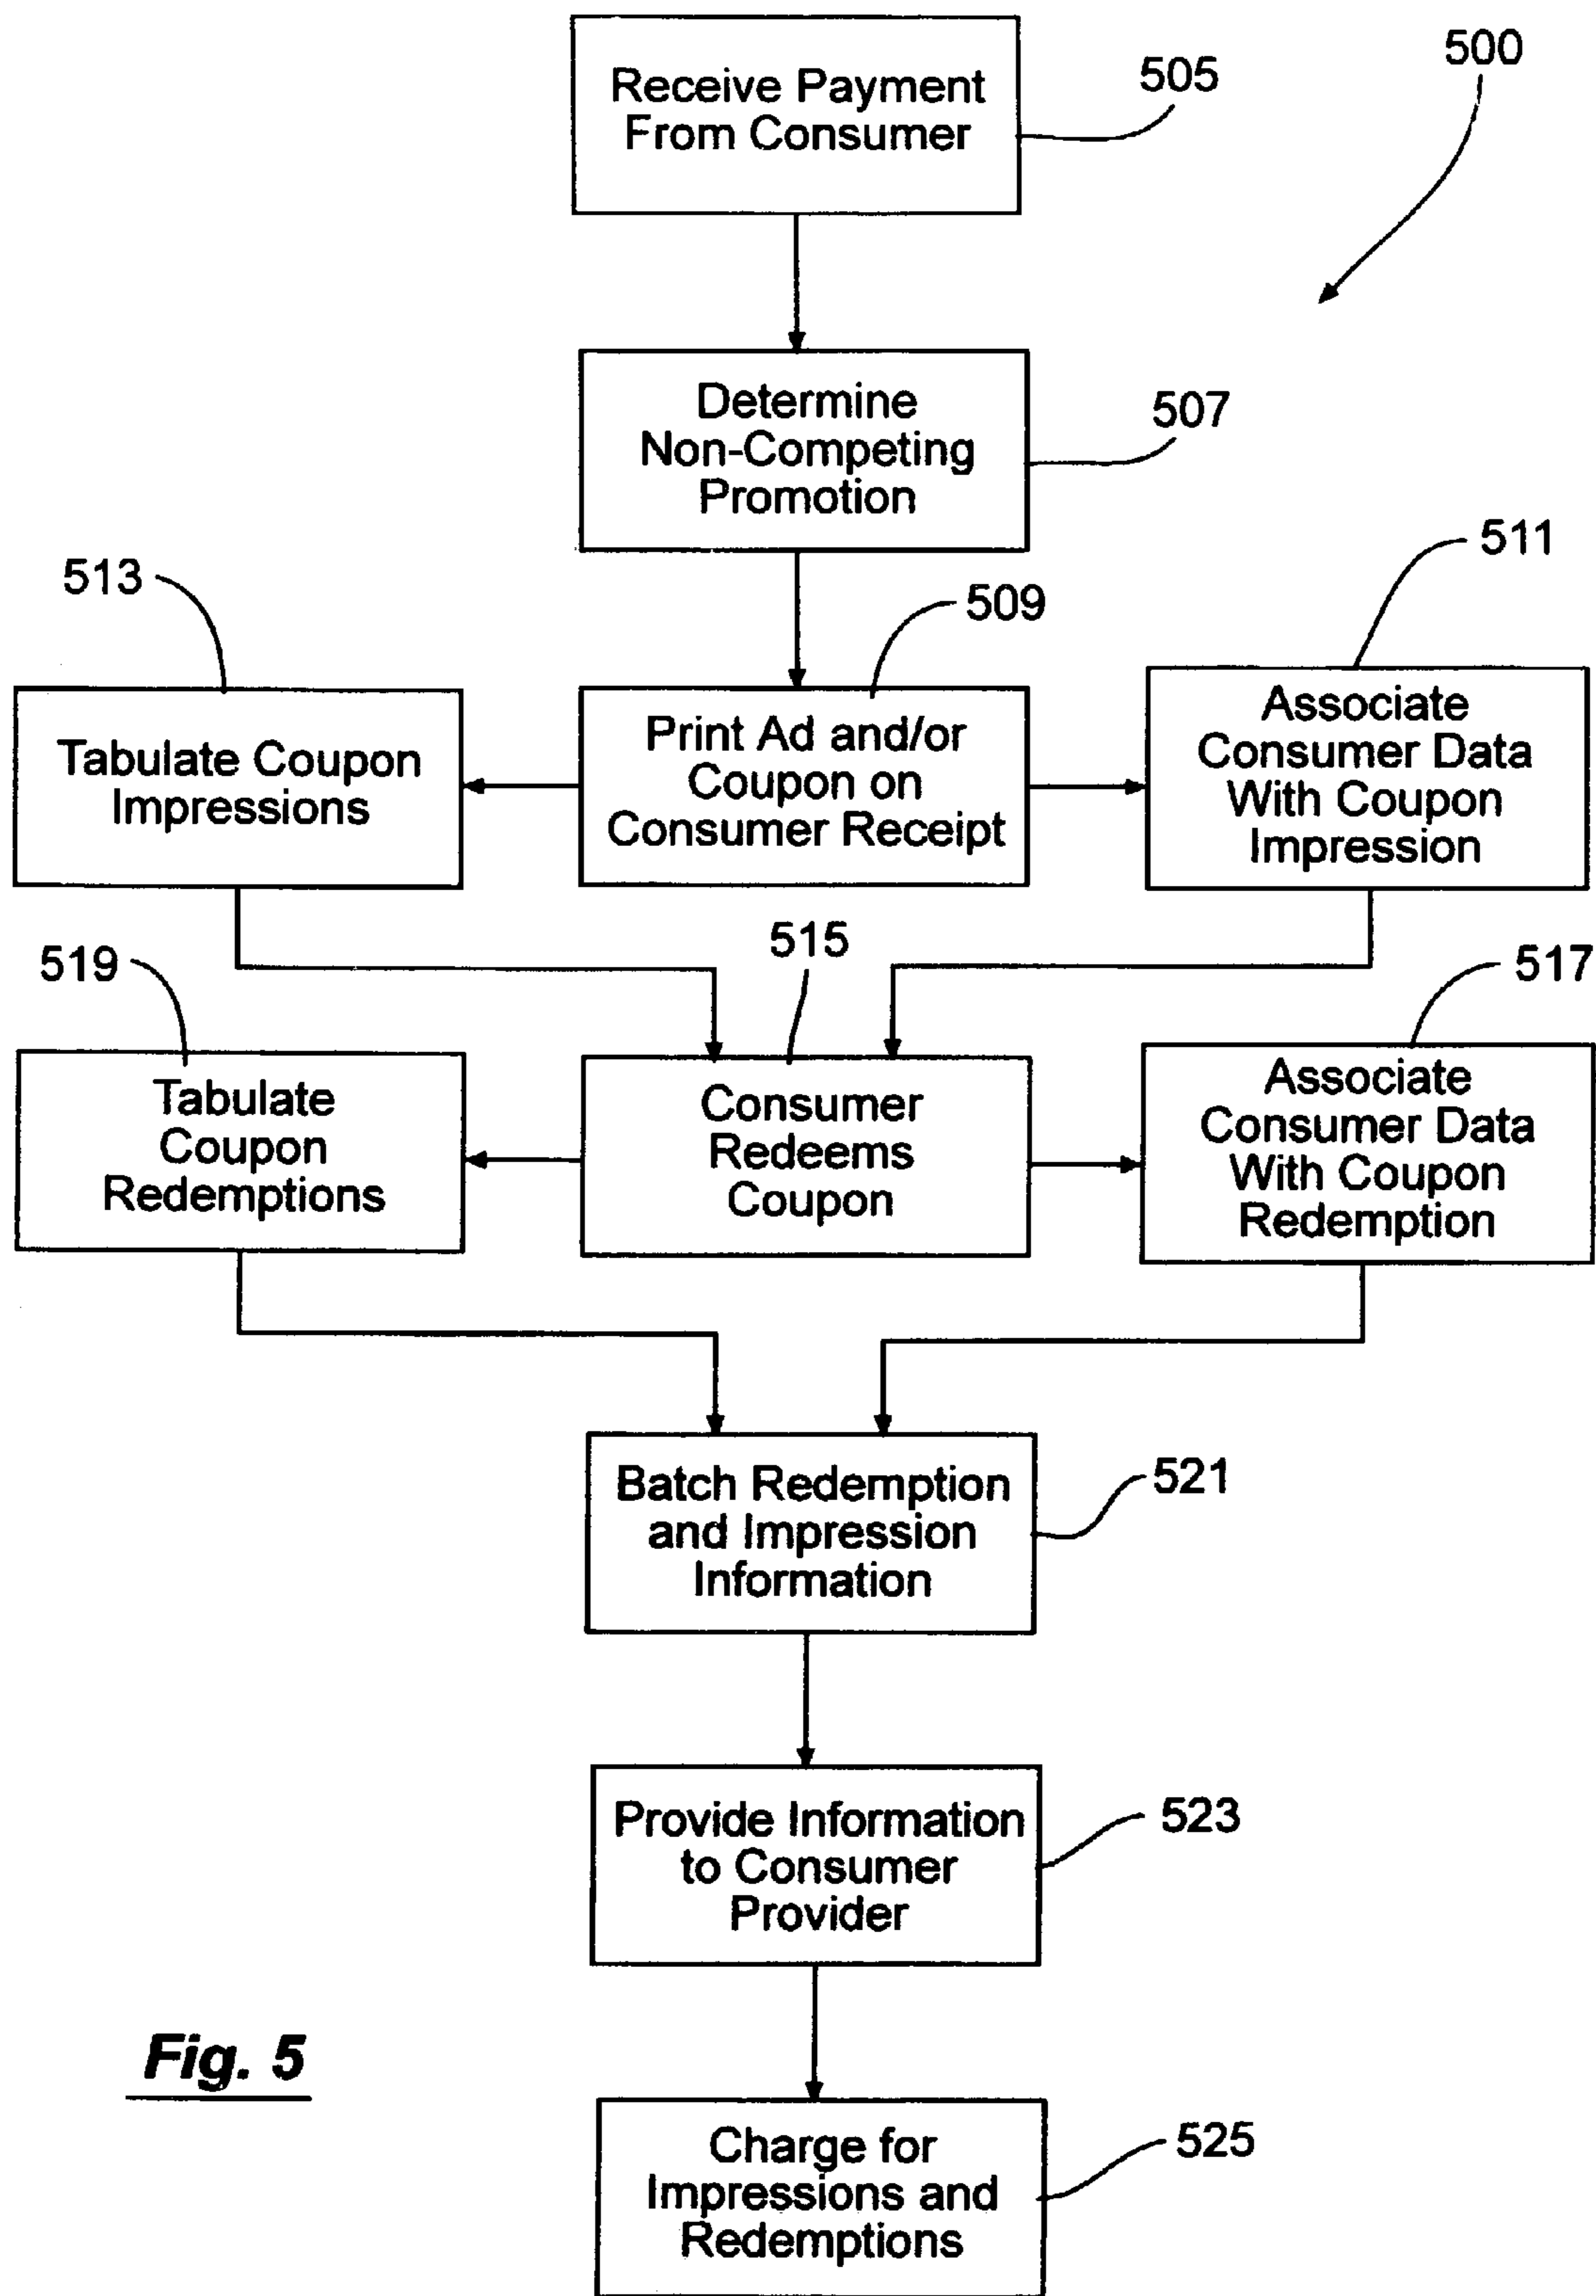 500
Receive Payment
From Consumer
505
Determine
Non-Competing
Promotion
507
513
509
511
Tabulate Coupon
Impressions
Print Ad and/or
Coupon on
Consumer Receipt
Associate
Consumer Data
With Coupon
Impression
519
515
517
Tabulate
Coupon
Redemptions
Consumer
Redeems
Coupon
Associate
Consumer Data
With Coupon
Redemption
Batch Redemption
and Impression
Information
521
Provide Information
to Consumer
Provider
523
Charge for
Impressions and
Redemptions
525
Fig. 5